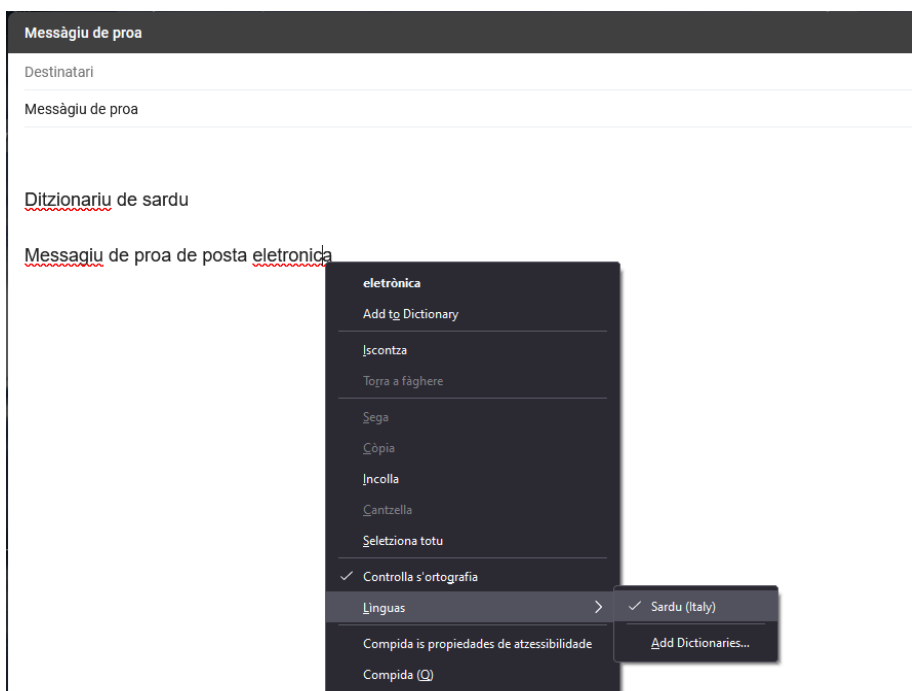 Messàgiu de proa
Destinatari
Messàgiu de proa
Ditzionariu de sardu
Messagiu de proa de posta eletronica
eletrònica
Add to Dictionary
Iscontza
Torra a fàghere
Sega
Còpia
Incolla
Cantzella
Seletziona totu
Controlla s'ortografia
Lìnguas
Sardu (Italy)
Add Dictionaries...
Compida is propiedades de atzessibilidade
Compida (Q)